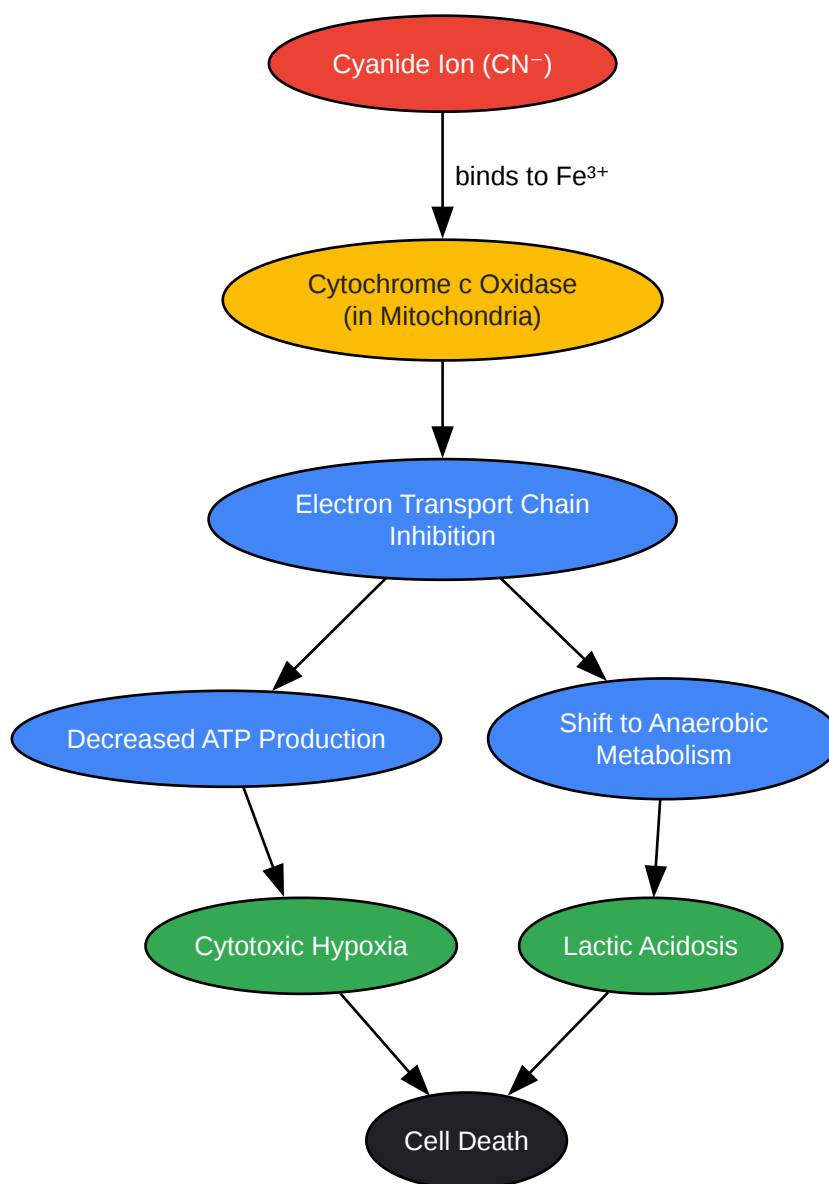 Cyanide Ion (CN⁻)
binds to Fe³⁺
Cytochrome c Oxidase
(in Mitochondria)
Electron Transport Chain
Inhibition
Decreased ATP Production
Shift to Anaerobic
Metabolism
Cytotoxic Hypoxia
Lactic Acidosis
Cell Death